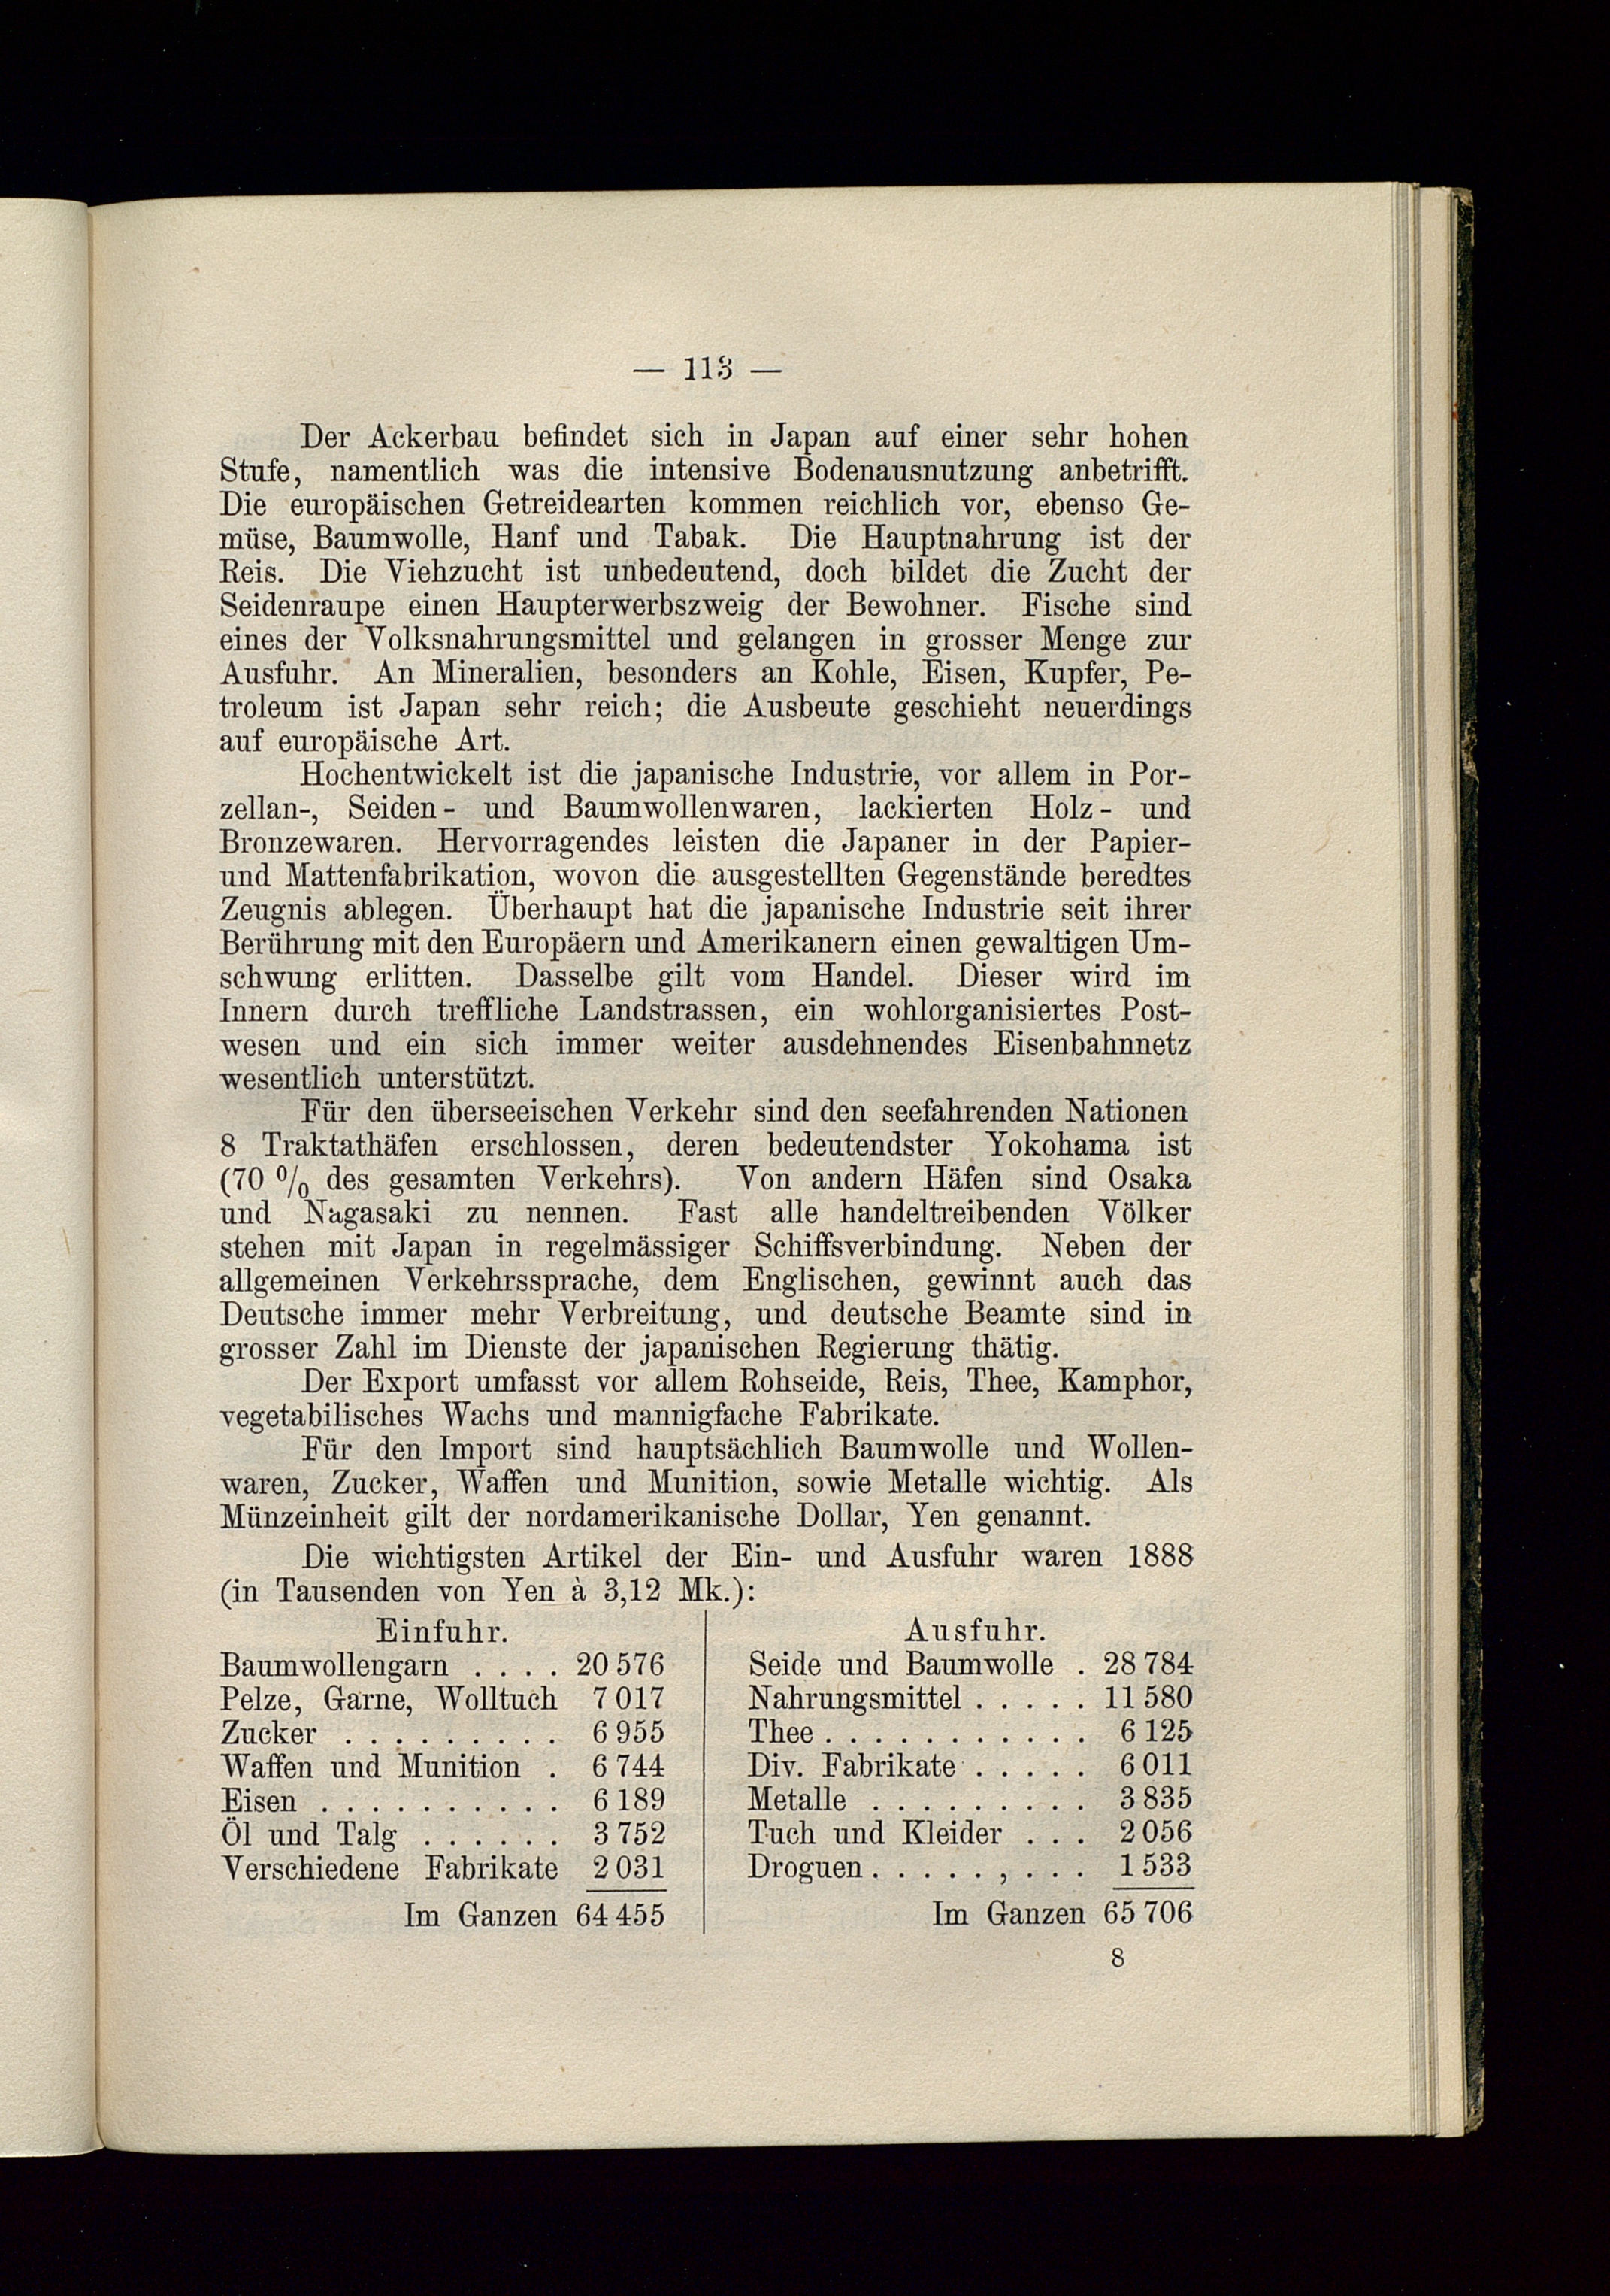 — 113 —
Der Ackerbau befindet sich in Japan auf einer sehr hohen
Stufe, namentlich was die intensive Bodenausnutzung anbetrifft.
Die europäischen Getreidearten kommen reichlich vor, ebenso Ge-
müse, Baumwolle, Hanf und Tabak. Die Hauptnahrung ist der
Reis. Die Viehzucht ist unbedeutend, doch bildet die Zucht der
Seidenraupe einen Haupterwerbszweig der Bewohner. Fische sind
eines der Volksnahrungsmittel und gelangen in grosser Menge zur
Ausfuhr. An Mineralien, besonders an Kohle, Eisen, Kupfer, Pe-
troleum ist Japan sehr reich; die Ausbeute geschieht neuerdings
auf europäische Art.
Hochentwickelt ist die japanische Industrie, vor allem in Por-
zellan-, Seiden- und Baumwollenwaren, lackierten Holz- und
Bronzewaren. Hervorragendes leisten die Japaner in der Papier-
und Mattenfabrikation, wovon die ausgestellten Gegenstände beredtes
Zeugnis ablegen. Überhaupt hat die japanische Industrie seit ihrer
Berührung mit den Europäern und Amerikanern einen gewaltigen Um-
schwung erlitten. Dasselbe gilt vom Handel. Dieser wird im
Innern durch treffliche Landstrassen, ein wohlorganisiertes Post-
wesen und ein sich immer weiter ausdehnendes Eisenbahnnetz
wesentlich unterstützt.
Für den überseeischen Verkehr sind den seefahrenden Nationen
8 Traktathäfen erschlossen, deren bedeutendster Yokohama ist
(70 % des gesamten Verkehrs). Von andern Häfen sind Osaka
und Nagasaki zu nennen. Fast alle handeltreibenden Völker
stehen mit Japan in regelmässiger Schiffsverbindung. Neben der
allgemeinen Verkehrssprache, dem Englischen, gewinnt auch das
Deutsche immer mehr Verbreitung, und deutsche Beamte sind in
grosser Zahl im Dienste der japanischen Regierung thätig.
Der Export umfasst vor allem Rohseide, Reis, Thee, Kamphor,
vegetabilisches Wachs und mannigfache Fabrikate.
Für den Import sind hauptsächlich Baumwolle und Wollen-
waren, Zucker, Waffen und Munition, sowie Metalle wichtig. Als
Münzeinheit gilt der nordamerikanische Dollar, Yen genannt.
Die wichtigsten Artikel der Ein- und Ausfuhr waren 1888
(in Tausenden von Yen à 3,12 Mk.):
Einfuhr.
Baumwollengarn . . . . 20 576
Pelze, Garne, Wolltuch 7 017
Zucker . . . . . . . . . 6 955
Waffen und Munition . 6 744
Eisen . . . . . . . . . . 6 189
Öl und Talg . . . . . . 3 752
Verschiedene Fabrikate 2 031
Im Ganzen 64 455
Ausfuhr.
Seide und Baumwolle . 28 784
Nahrungsmittel . . . . . 11 580
Thee . . . . . . . . . . . 6 125
Div. Fabrikate . . . . . 6 011
Metalle . . . . . . . . . 3 835
Tuch und Kleider . . . 2 056
Droguen . . . . . , . . . 1 533
Im Ganzen 65 706
8